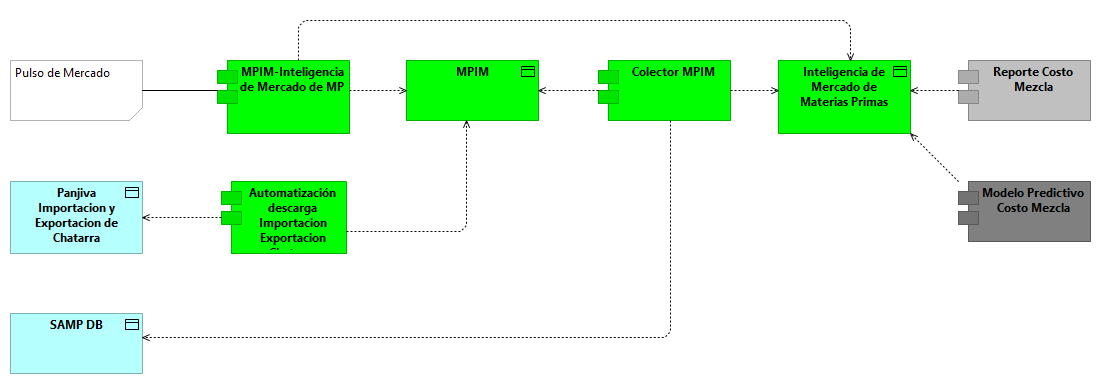 Pulso de Mercado
MPIM-Inteligencia
de Mercado de MP
MPIM
Colector MPIM
Inteligencia de
Mercado de
Materias Primas
Reporte Costo
Mezcla
Panjiva
Importacion y
Exportacion de
Chatarra
Automatización
descarga
Importacion
Exportacion
Modelo Predictivo
Costo Mezcla
SAMP DB